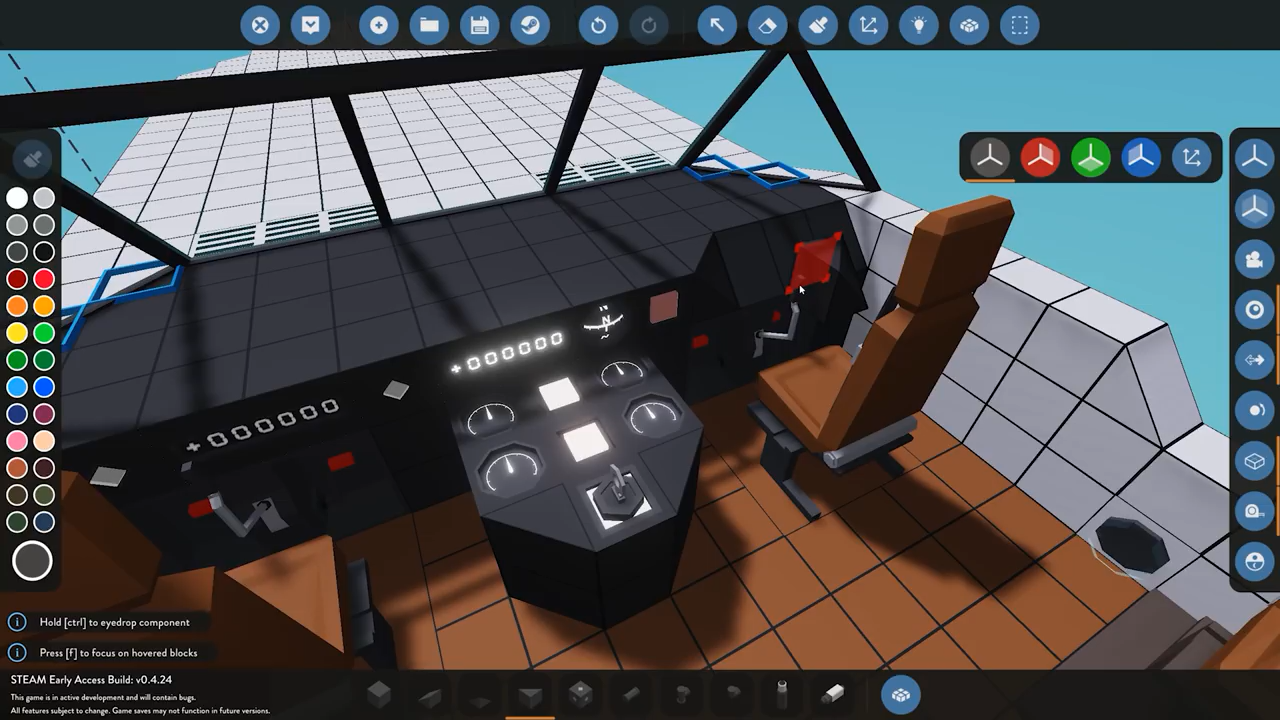 N
+000000
+000000
Hold [ctrl] to eyedrop component
Press [f] to focus on hovered blocks
STEAM Early Access Build: v0.4.24
This game is in active development and will contain bugs.
All features subject to change. Game saves may not function in future versions.